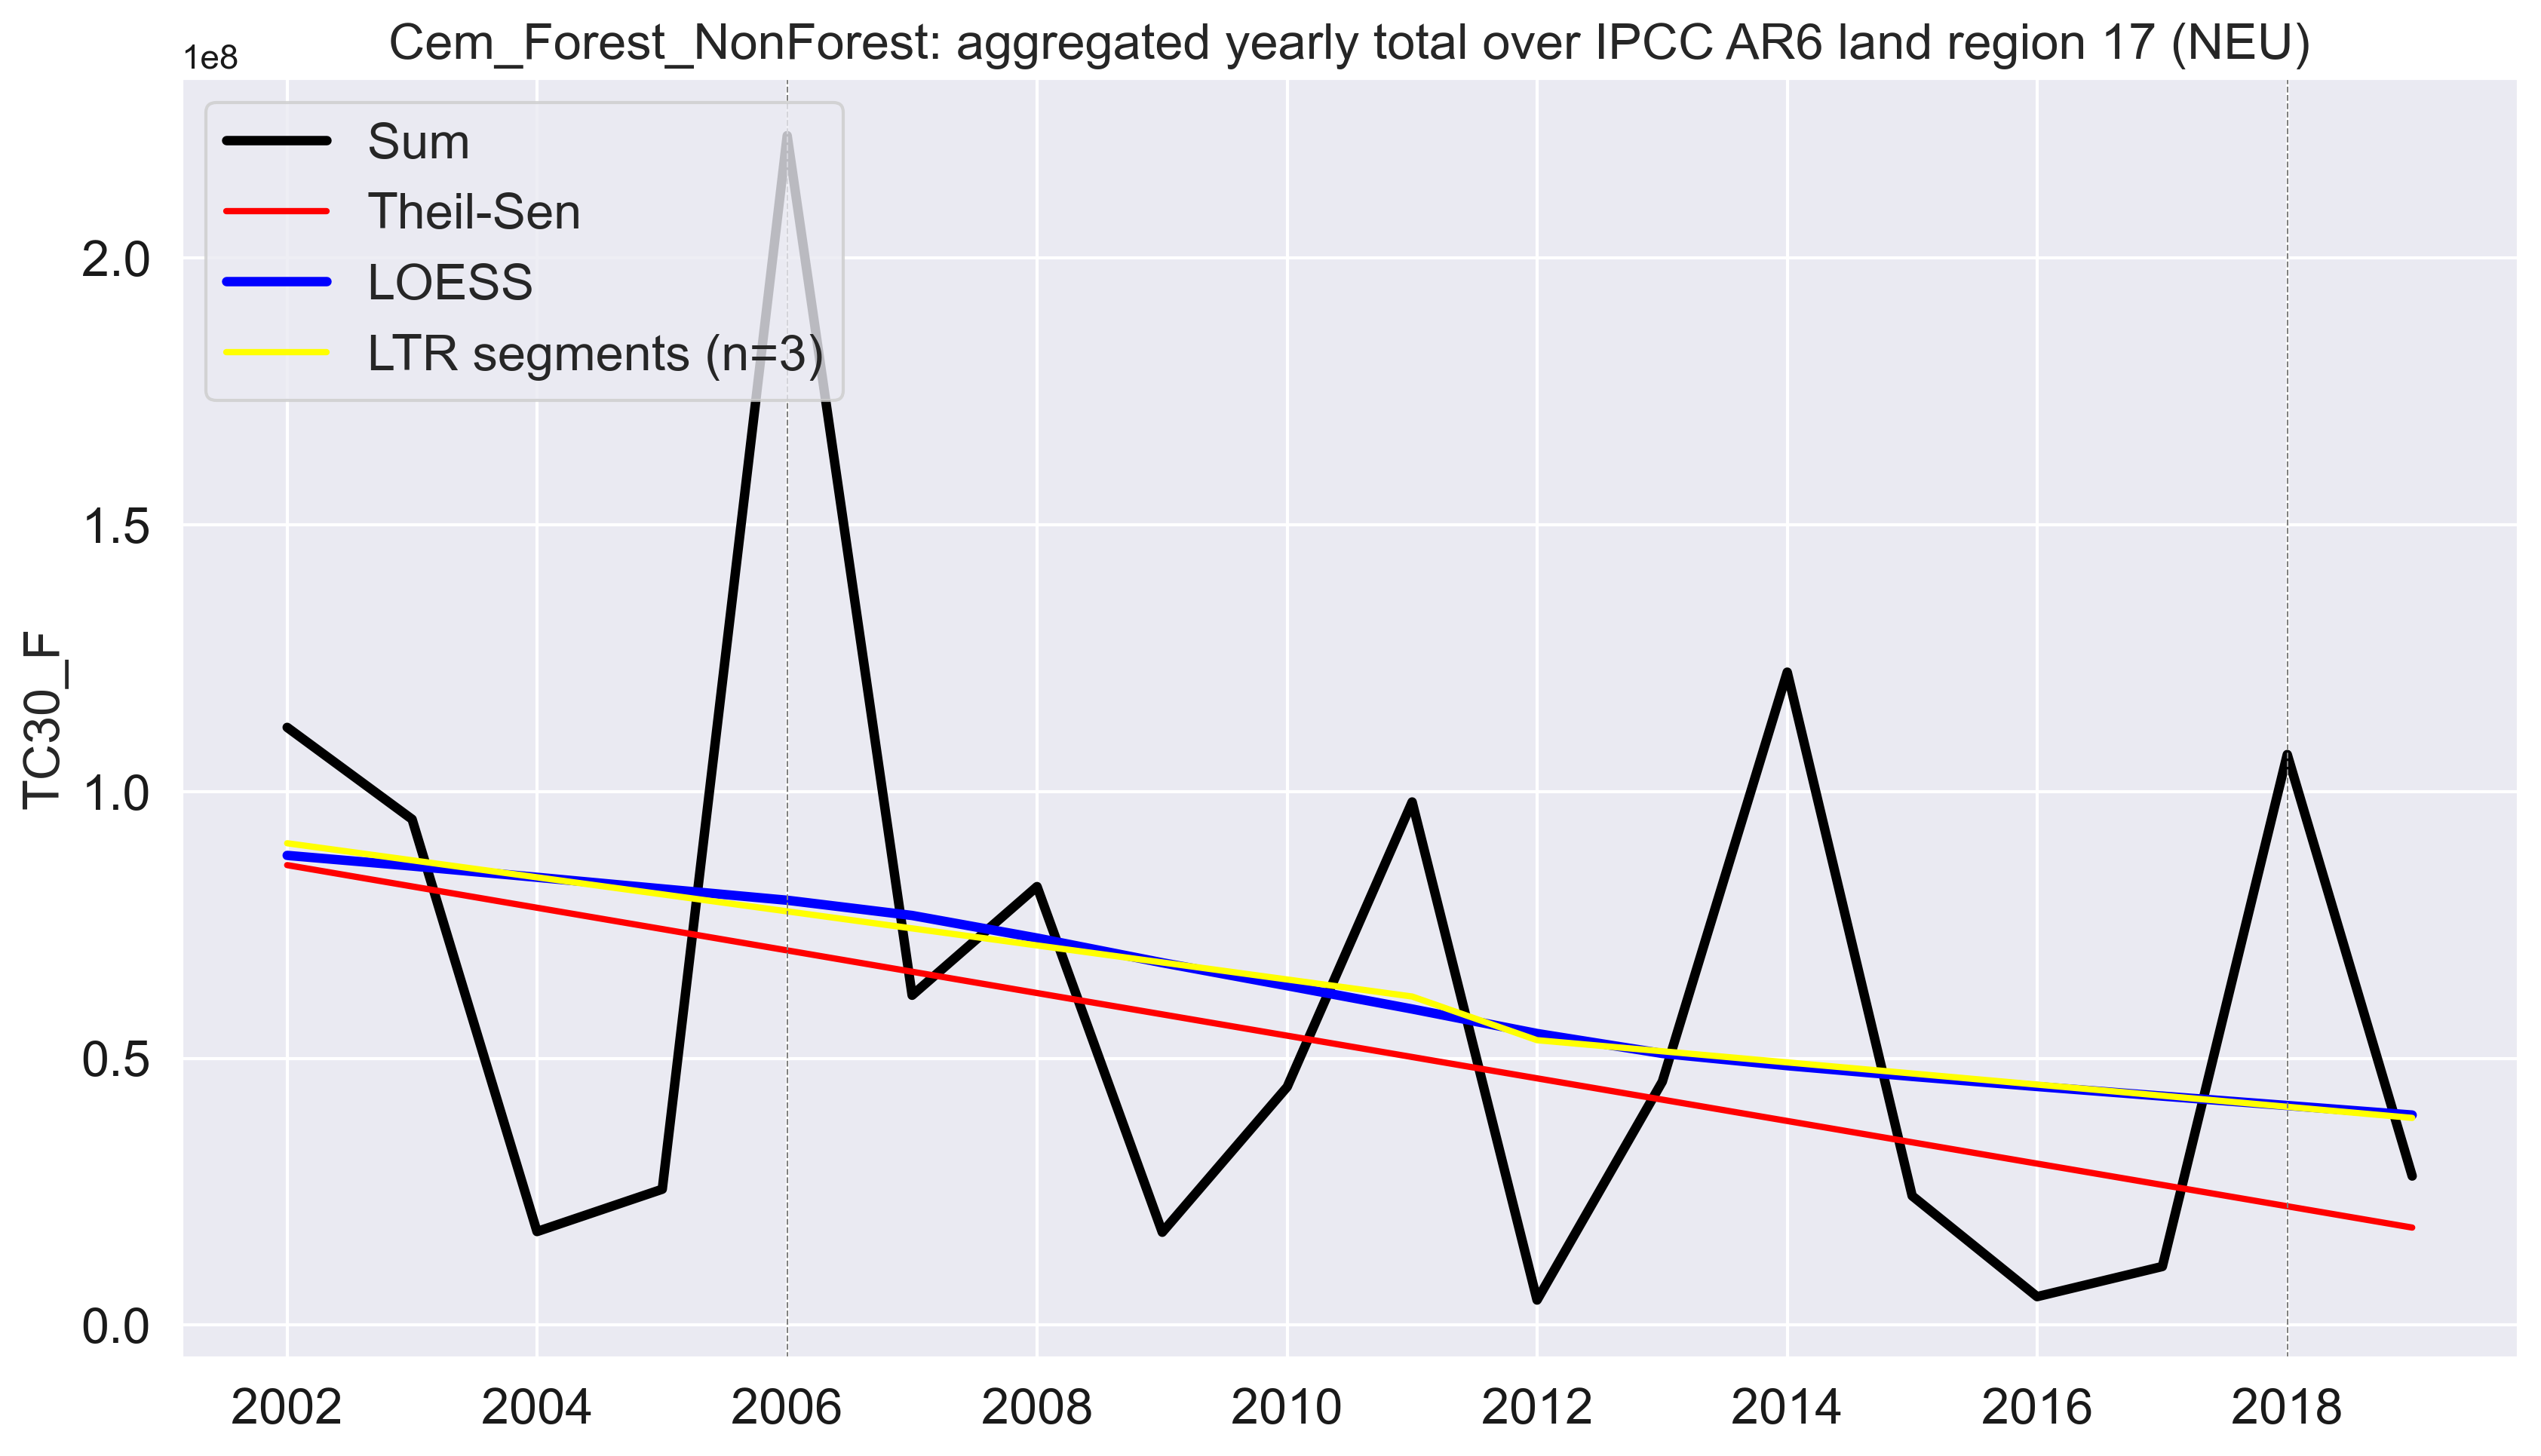 Cem_Forest_NonForest: aggregated yearly total over IPCC AR6 land region 17 (NEU)
1e8
Sum
Theil-Sen
LOESS
LTR segments (n=3)
2.0
1.5
1.0
0.5
0.0
TC30_F
2002 2004 2006 2008 2010 2012 2014 2016 2018